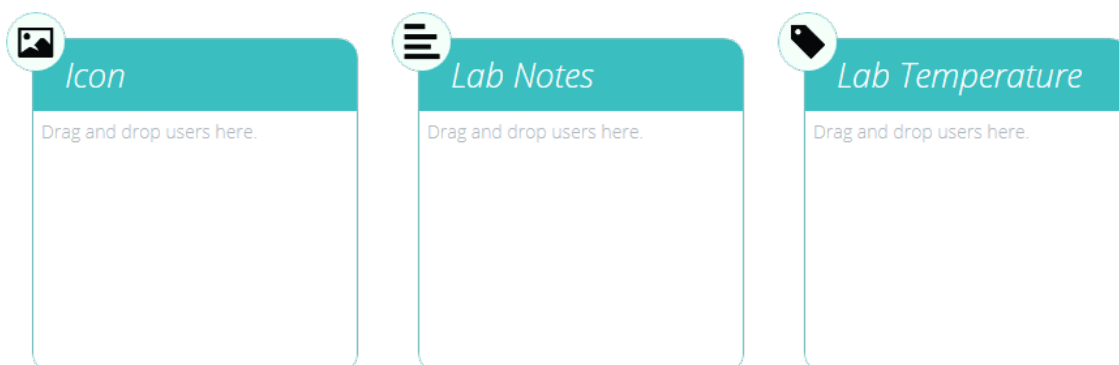 Icon
Lab Notes
Lab Temperature
Drag and drop users here.
Drag and drop users here.
Drag and drop users here.